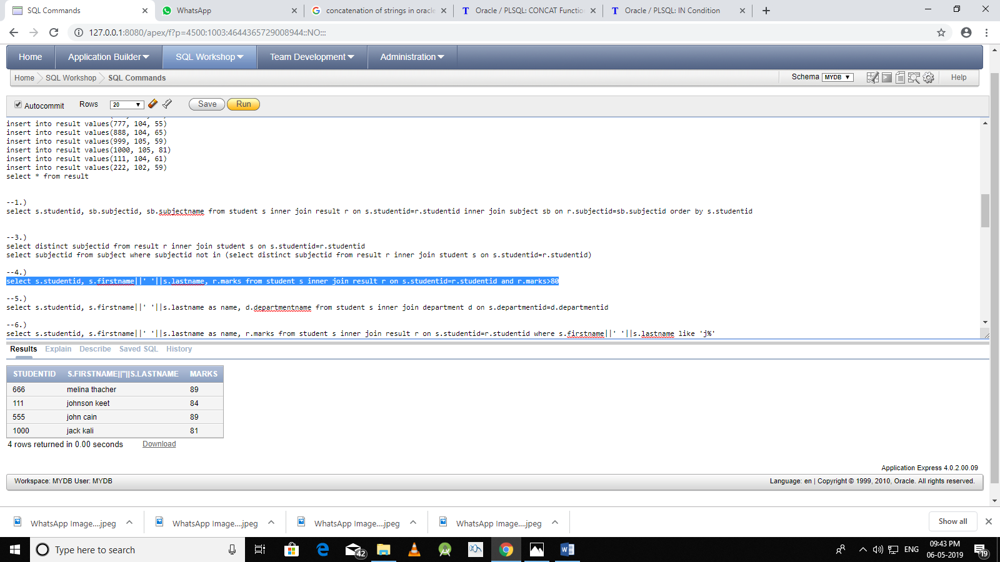 SQL Commands
WhatsApp
concatenation of strings in oracle
Oracle / PLSQL: CONCAT Functio
Oracle / PLSQL: IN Condition
127.0.0.1:8080/apex/f?p=4500:1003:4644365729008944::NO:::
Home Application Builder SQL Workshop Team Development Administration
Home SQL Workshop SQL Commands Schema MYDB Help
Autocommit Rows 20 Save Run
insert into result values(777, 104, 55)
insert into result values(888, 104, 65)
insert into result values(999, 105, 59)
insert into result values(1000, 105, 81)
insert into result values(111, 104, 61)
insert into result values(222, 102, 59)
select * from result
--1.)
select s.studentid, sb.subjectid, sb.subjectname from student s inner join result r on s.studentid=r.studentid inner join subject sb on r.subjectid=sb.subjectid order by s.studentid
--3.)
select distinct subjectid from result r inner join student s on s.studentid=r.studentid
select subjectid from subject where subjectid not in (select distinct subjectid from result r inner join student s on s.studentid=r.studentid)
--4.)
select s.studentid, s.firstname||' '||s.lastname, r.marks from student s inner join result r on s.studentid=r.studentid and r.marks>80
--5.)
select s.studentid, s.firstname||' '||s.lastname as name, d.departmentname from student s inner join department d on s.departmentid=d.departmentid
--6.)
select s.studentid, s.firstname||' '||s.lastname as name, r.marks from student s inner join result r on s.studentid=r.studentid where s.firstname||' '||s.lastname like 'j%'
Results Explain Describe Saved SQL History
STUDENTID S.FIRSTNAME||''||S.LASTNAME MARKS
666 melina thacher 89
111 johnson keet 84
555 john cain 89
1000 jack kali 81
4 rows returned in 0.00 seconds Download
Application Express 4.0.2.00.09
Workspace: MYDB User: MYDB Language: en | Copyright © 1999, 2010, Oracle. All rights reserved.
WhatsApp Image....jpeg WhatsApp Image....jpeg WhatsApp Image....jpeg WhatsApp Image....jpeg Show all
Type here to search 42 ENG 09:43 PM
06-05-2019 19